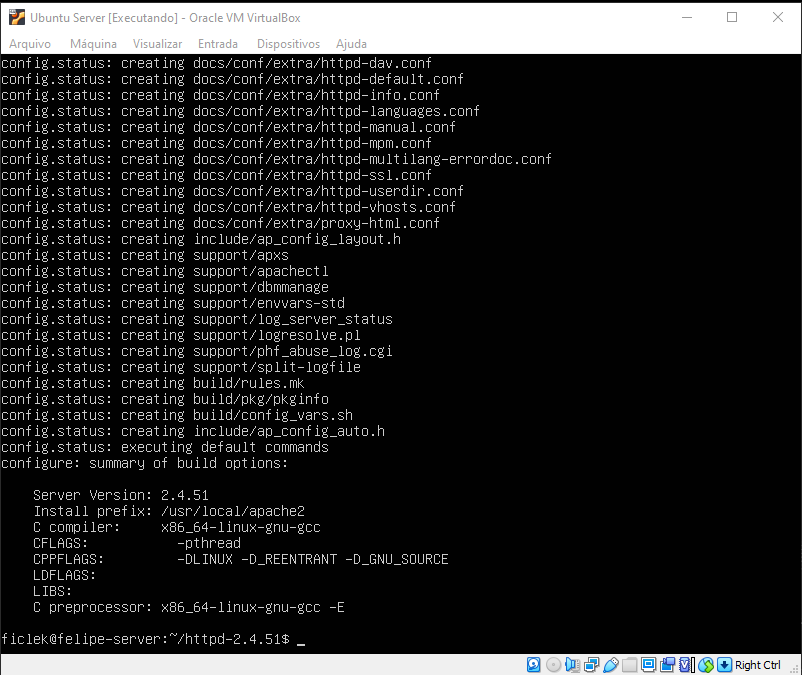 Ubuntu Server [Executando] - Oracle VM VirtualBox
Arquivo Máquina Visualizar Entrada Dispositivos Ajuda
config.status: creating docs/conf/extra/httpd-dav.conf
config.status: creating docs/conf/extra/httpd-default.conf
config.status: creating docs/conf/extra/httpd-info.conf
config.status: creating docs/conf/extra/httpd-languages.conf
config.status: creating docs/conf/extra/httpd-manual.conf
config.status: creating docs/conf/extra/httpd-mpm.conf
config.status: creating docs/conf/extra/httpd-multilang-errordoc.conf
config.status: creating docs/conf/extra/httpd-ssl.conf
config.status: creating docs/conf/extra/httpd-userdir.conf
config.status: creating docs/conf/extra/httpd-vhosts.conf
config.status: creating docs/conf/extra/proxy-html.conf
config.status: creating include/ap_config_layout.h
config.status: creating support/apxs
config.status: creating support/apachectl
config.status: creating support/dbmmanage
config.status: creating support/envvars-std
config.status: creating support/log_server_status
config.status: creating support/logresolve.pl
config.status: creating support/phf_abuse_log.cgi
config.status: creating support/split-logfile
config.status: creating build/rules.mk
config.status: creating build/pkg/pkginfo
config.status: creating build/config_vars.sh
config.status: creating include/ap_config_auto.h
config.status: executing default commands
configure: summary of build options:
Server Version: 2.4.51
Install prefix: /usr/local/apache2
C compiler: x86_64-linux-gnu-gcc
CFLAGS: -pthread
CPPFLAGS: -DLINUX -D_REENTRANT -D_GNU_SOURCE
LDFLAGS:
LIBS:
C preprocessor: x86_64-linux-gnu-gcc -E
ficlek@felipe-server:~/httpd-2.4.51$ _
Right Ctrl